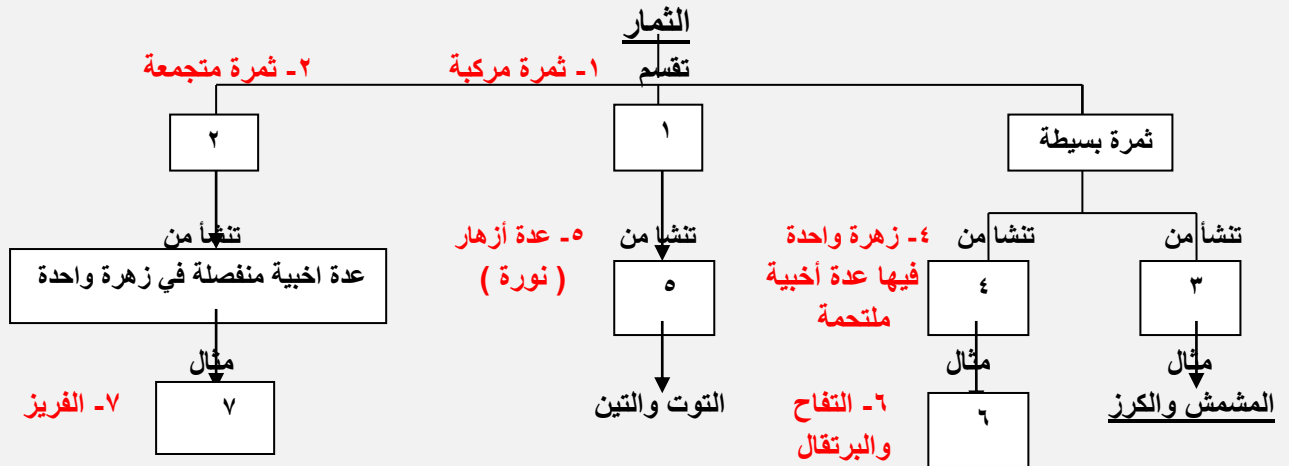 الثمار
تقسم
١- ثمرة مركبة
٢- ثمرة متجمعة
ثمرة بسيطة
١
٢
تنشأ من
تنشا من
٤- زهرة واحدة
فيها عدة أخبية
ملتحمة
تنشا من
٥- عدة أزهار
( نورة )
تنشأ من
٣
٤
٥
عدة اخبية منفصلة في زهرة واحدة
مثال
مثال
مثال
المشمش والكرز
٦
٦- التفاح
والبرتقال
التوت والتين
٧
٧- الفريز